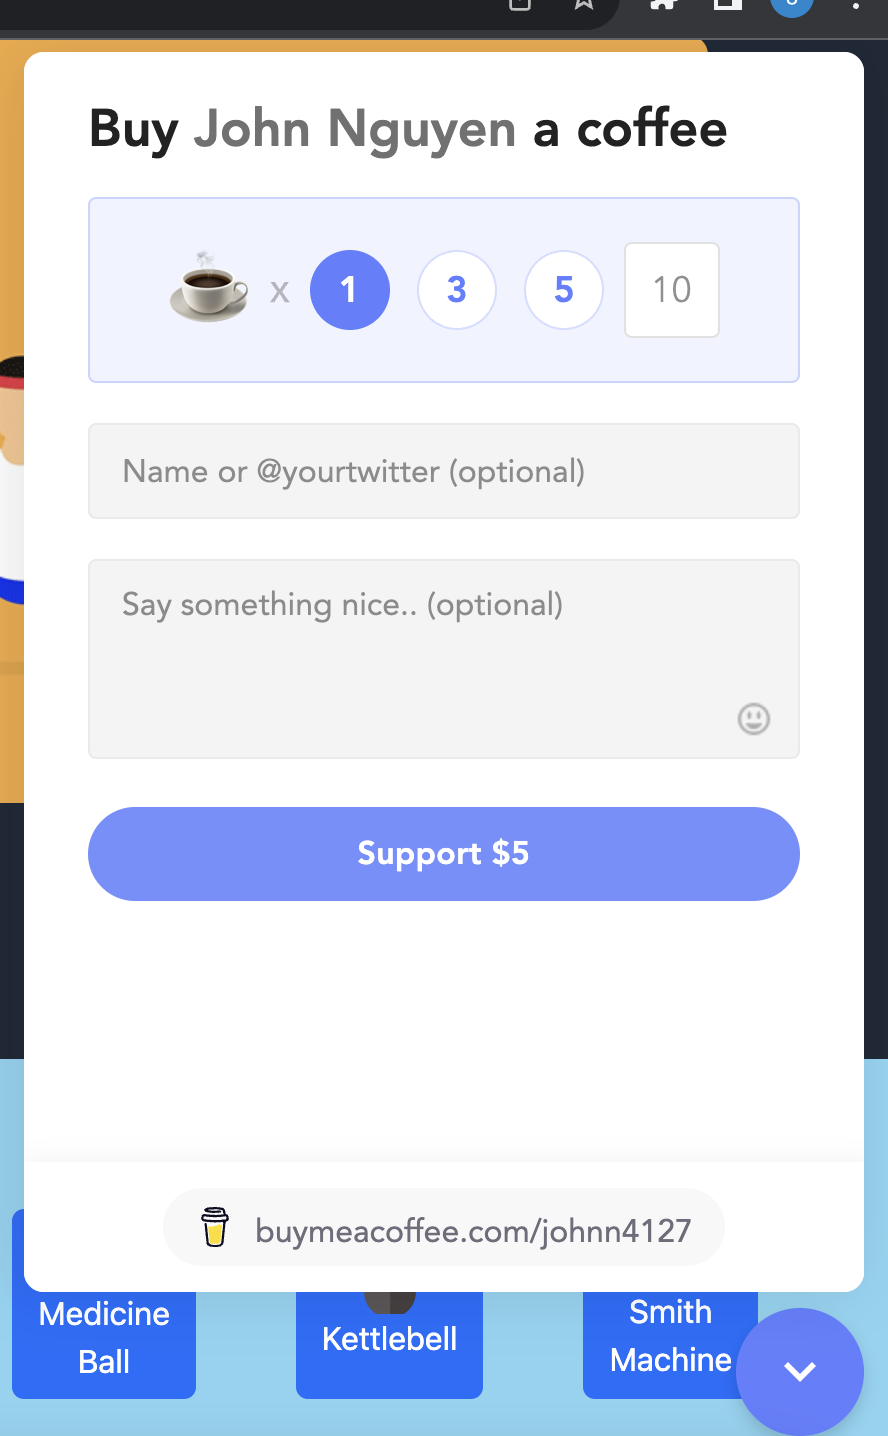 Buy John Nguyen a coffee
x 1 3 5 10
Name or @yourtwitter (optional)
Say something nice.. (optional)
Support $5
buymeacoffee.com/johnn4127
Medicine
Ball
Kettlebell
Smith
Machine